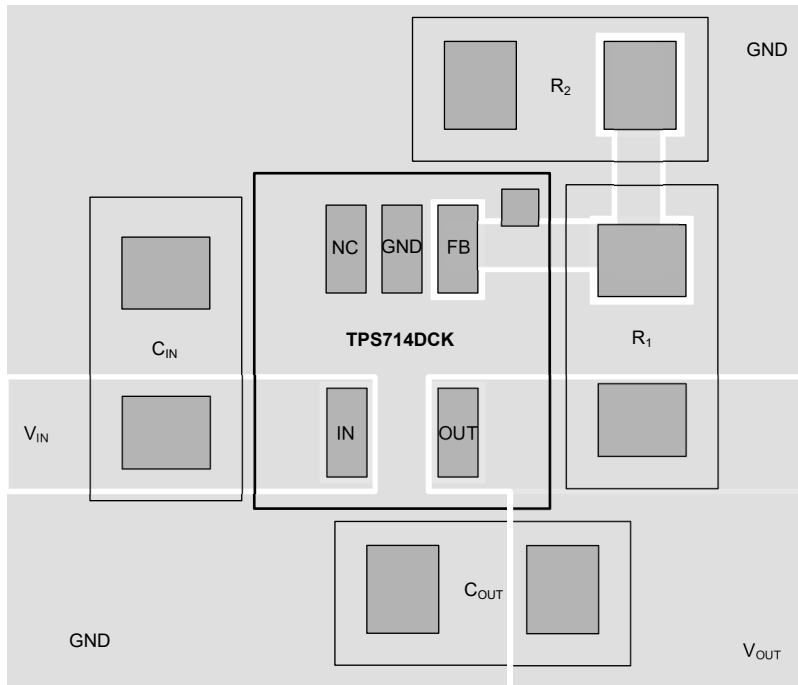 GND
R2
NC
GND
FB
TPS714DCK
CIN
R1
VIN
IN
OUT
COUT
GND
VOUT